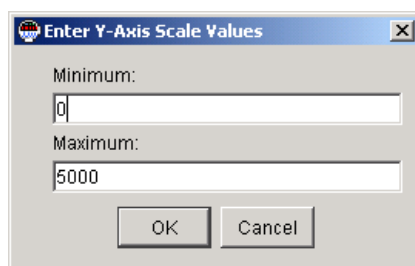 Enter Y-Axis Scale Values
Minimum:
0
Maximum:
5000
OK Cancel